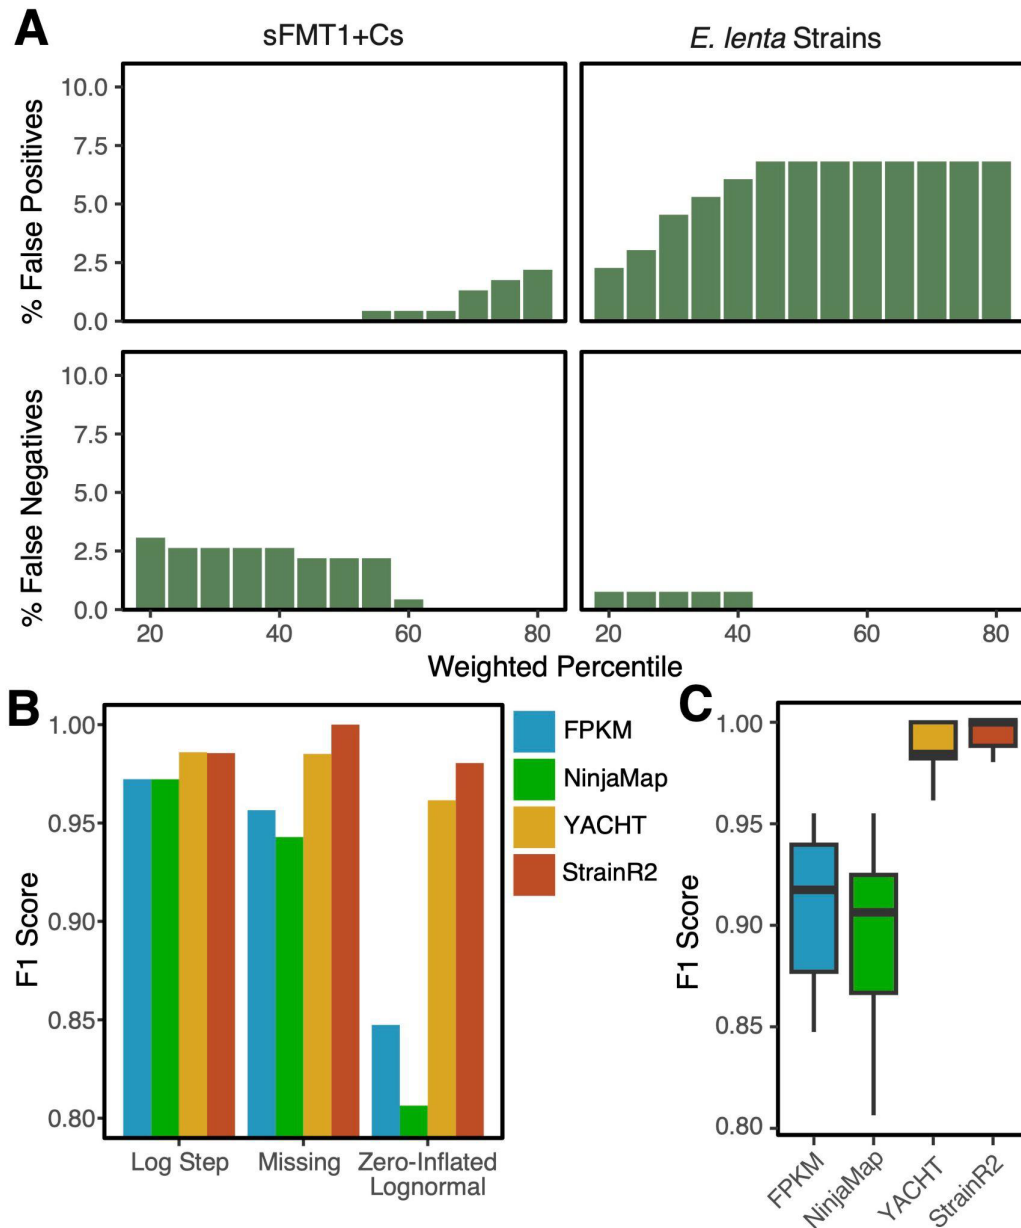 A
sFMT1+Cs
E. lenta Strains
% False Positives
10.0
7.5
5.0
2.5
0.0
% False Negatives
10.0
7.5
5.0
2.5
0.0
20
40
60
80
20
40
60
80
Weighted Percentile
B
F1 Score
1.00
0.95
0.90
0.85
0.80
Log Step
Missing
Zero-Inflated
Lognormal
FPKM
NinjaMap
YACHT
StrainR2
C
F1 Score
1.00
0.95
0.90
0.85
0.80
FPKM
NinjaMap
YACHT
StrainR2